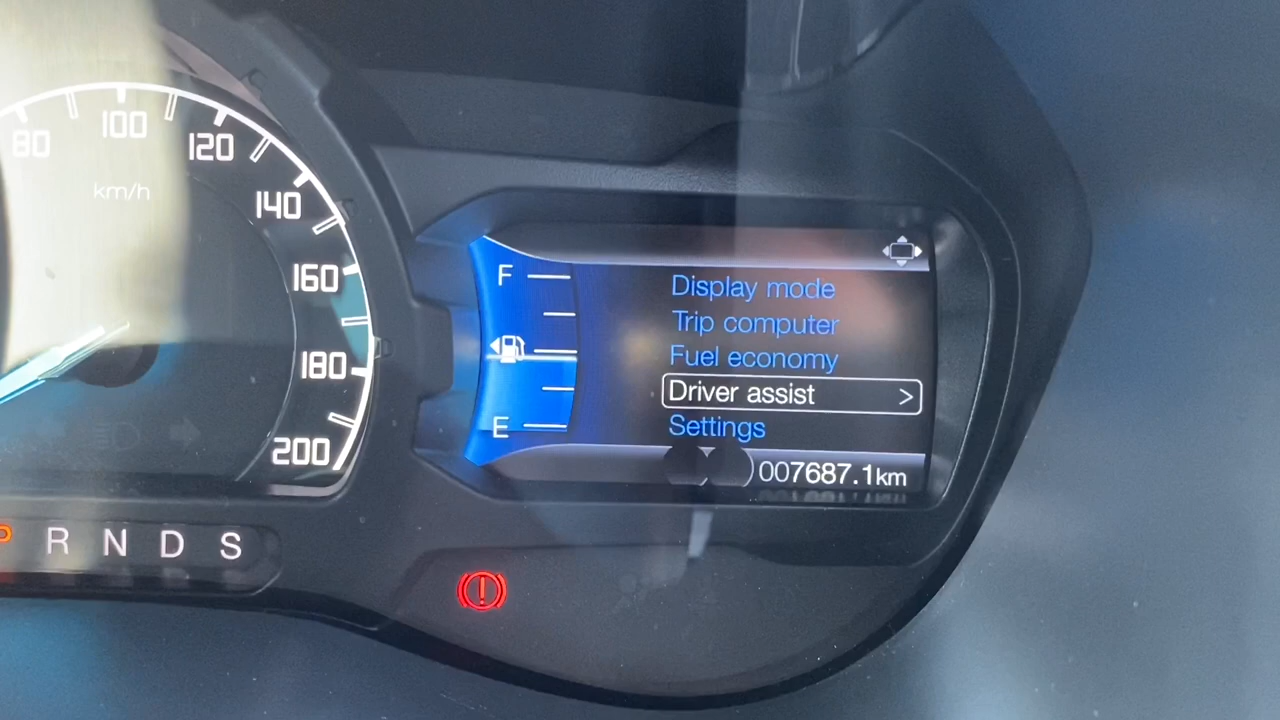 80
100
120
140
160
180
200
km/h
P R N D S
F
E
Display mode
Trip computer
Fuel economy
Driver assist >
Settings
007687.1km